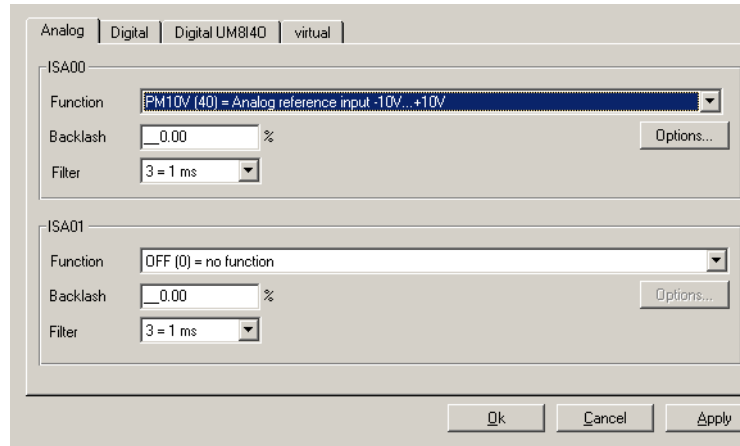 Analog Digital Digital UM8I4O virtual
ISA00
Function PM10V (40) = Analog reference input -10V...+10V
Backlash __0.00 %
Options...
Filter 3 = 1 ms
ISA01
Function OFF (0) = no function
Backlash __0.00 %
Options...
Filter 3 = 1 ms
Ok Cancel Apply